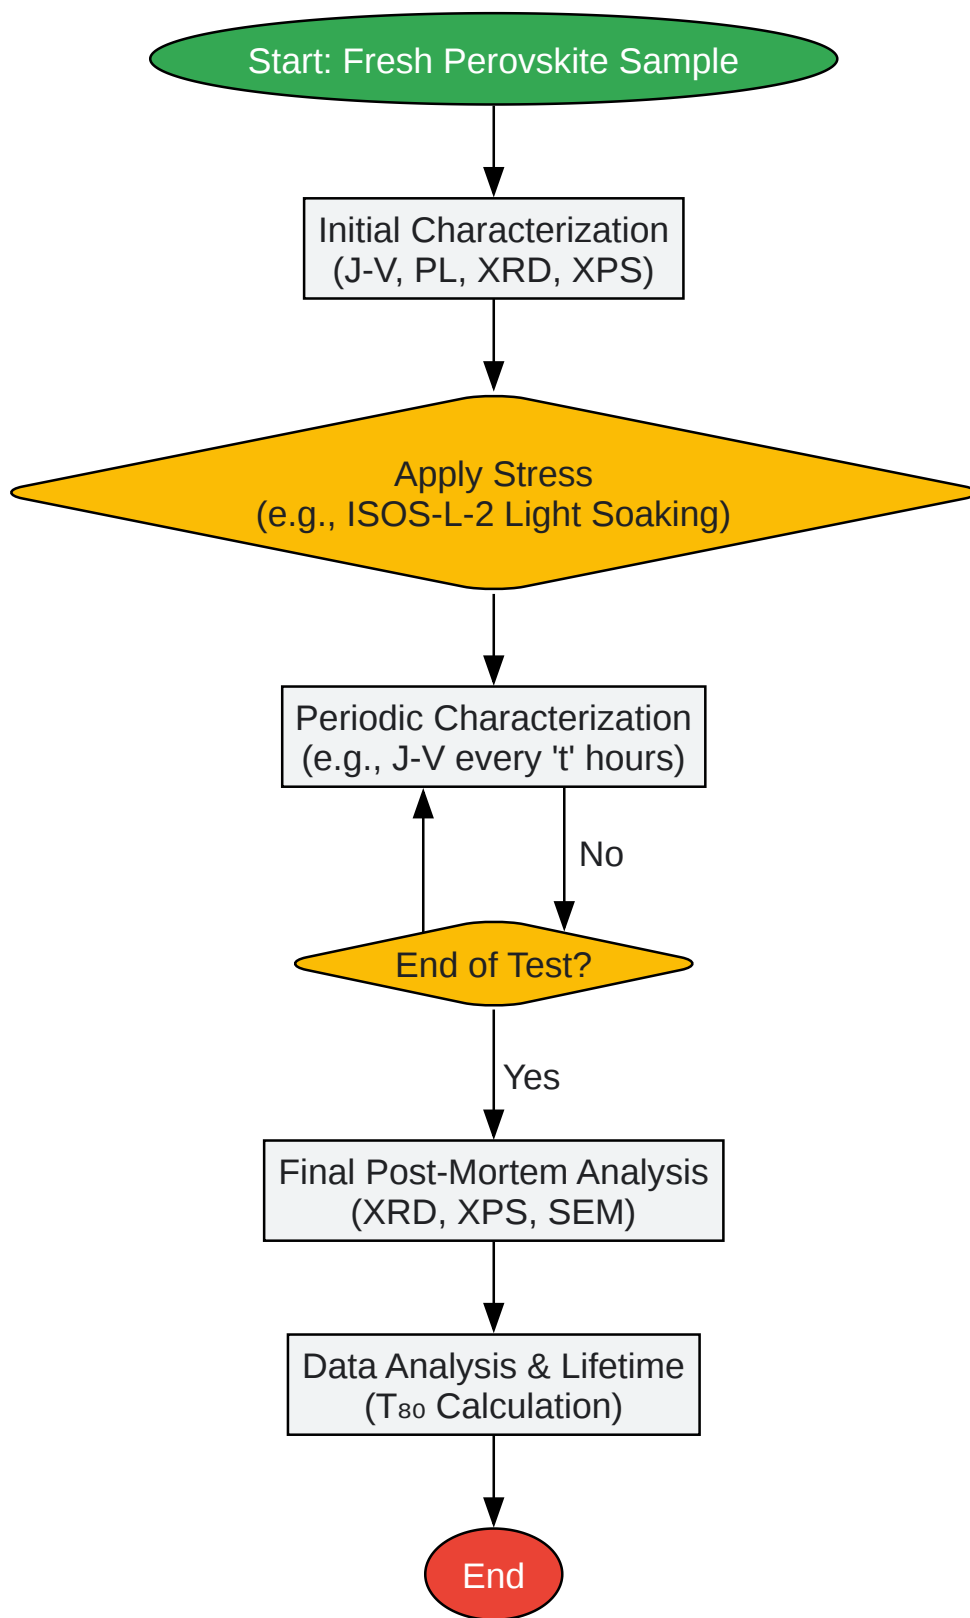 Start: Fresh Perovskite Sample
Initial Characterization
(J-V, PL, XRD, XPS)
Apply Stress
(e.g., ISOS-L-2 Light Soaking)
Periodic Characterization
(e.g., J-V every 't' hours)
No
End of Test?
Yes
Final Post-Mortem Analysis
(XRD, XPS, SEM)
Data Analysis & Lifetime
(T₈₀ Calculation)
End